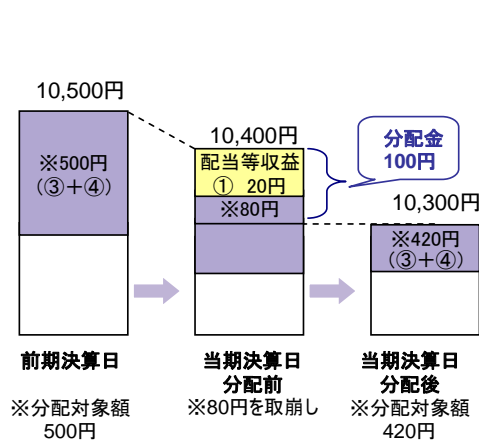 10,500円
※500円
（③＋④）
10,400円
配当等収益
① 20円
※80円
分配金
100円
10,300円
※420円
（③＋④）
前期決算日
※分配対象額
500円
当期決算日
分配前
※80円を取崩し
当期決算日
分配後
※分配対象額
420円